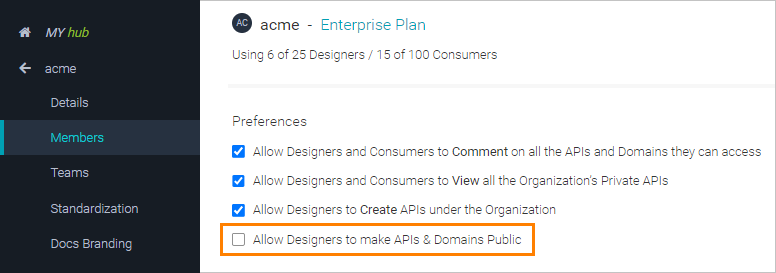 MY hub
acme
Details
Members
Teams
Standardization
Docs Branding
AC acme - Enterprise Plan
Using 6 of 25 Designers / 15 of 100 Consumers
Preferences
Allow Designers and Consumers to Comment on all the APIs and Domains they can access
Allow Designers and Consumers to View all the Organization's Private APIs
Allow Designers to Create APIs under the Organization
Allow Designers to make APIs & Domains Public